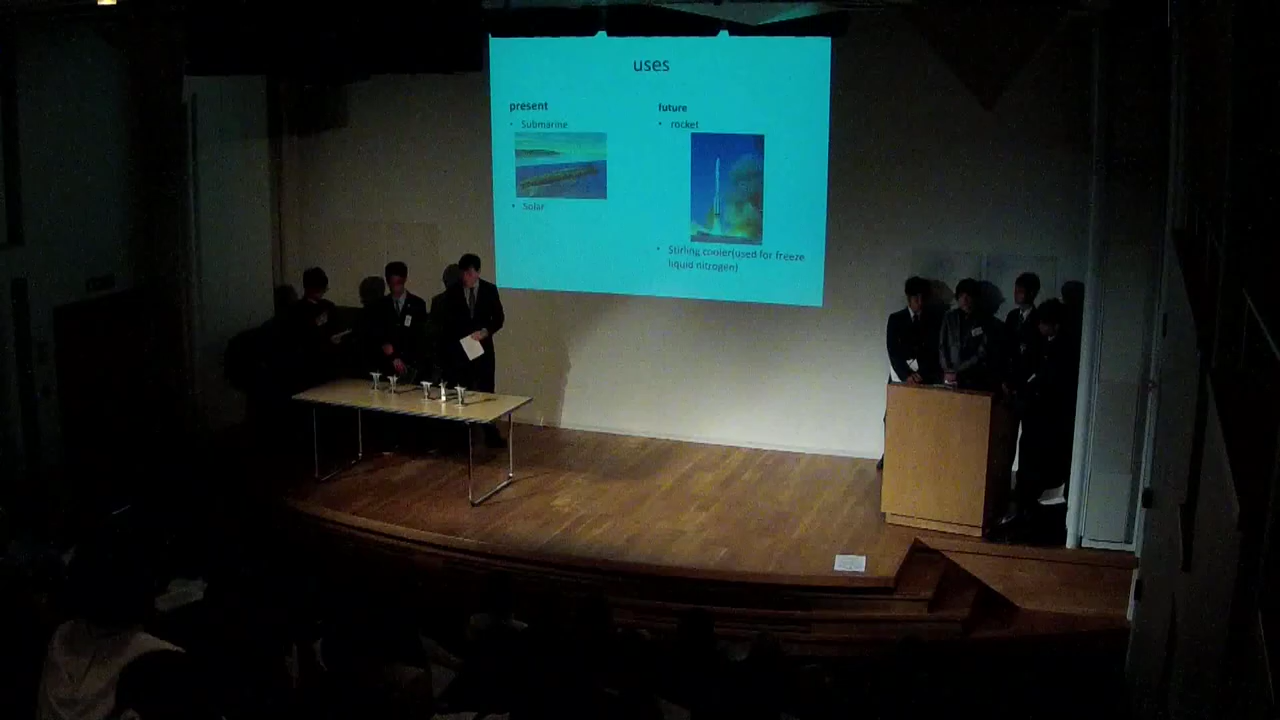 uses
present
• Submarine
• Solar
future
• rocket
• Stirling cooler(used for freeze
liquid nitrogen)